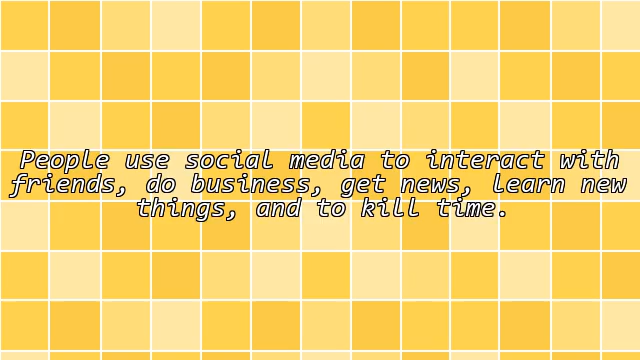 People use social media to interact with
friends, do business, get news, learn new
things, and to kill time.